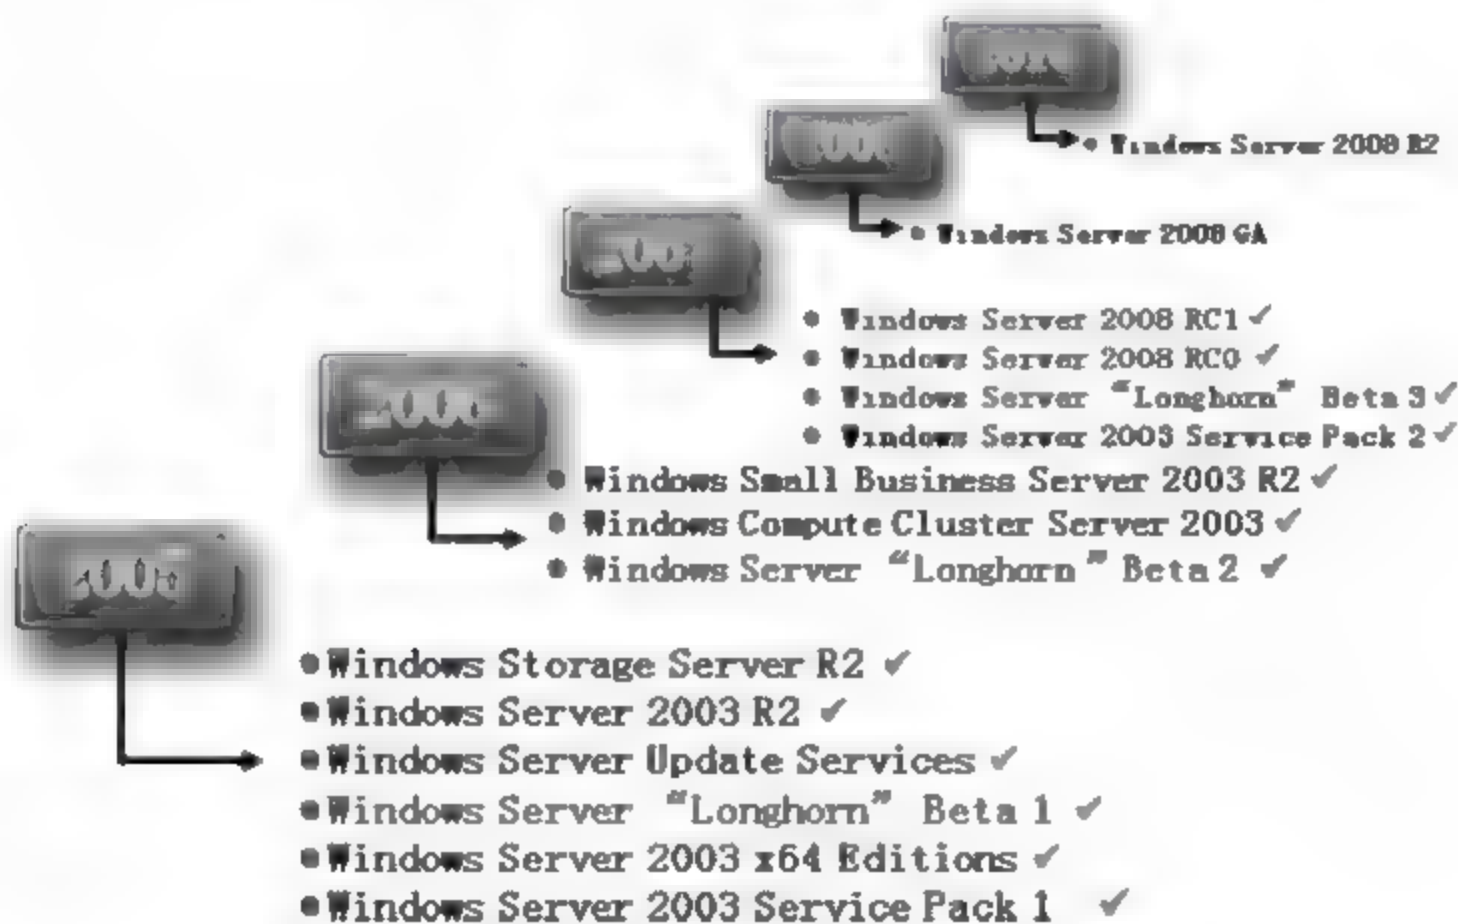 • Windows Server 2008 R2
• Windows Server 2008 GA
• Windows Server 2008 RC1 ✔
• Windows Server 2008 RC0 ✔
• Windows Server “Longhorn” Beta 3 ✔
• Windows Server 2003 Service Pack 2 ✔
• Windows Small Business Server 2003 R2 ✔
• Windows Compute Cluster Server 2003 ✔
• Windows Server “Longhorn” Beta 2 ✔
• Windows Storage Server R2 ✔
• Windows Server 2003 R2 ✔
• Windows Server Update Services ✔
• Windows Server “Longhorn” Beta 1 ✔
• Windows Server 2003 x64 Editions ✔
• Windows Server 2003 Service Pack 1 ✔